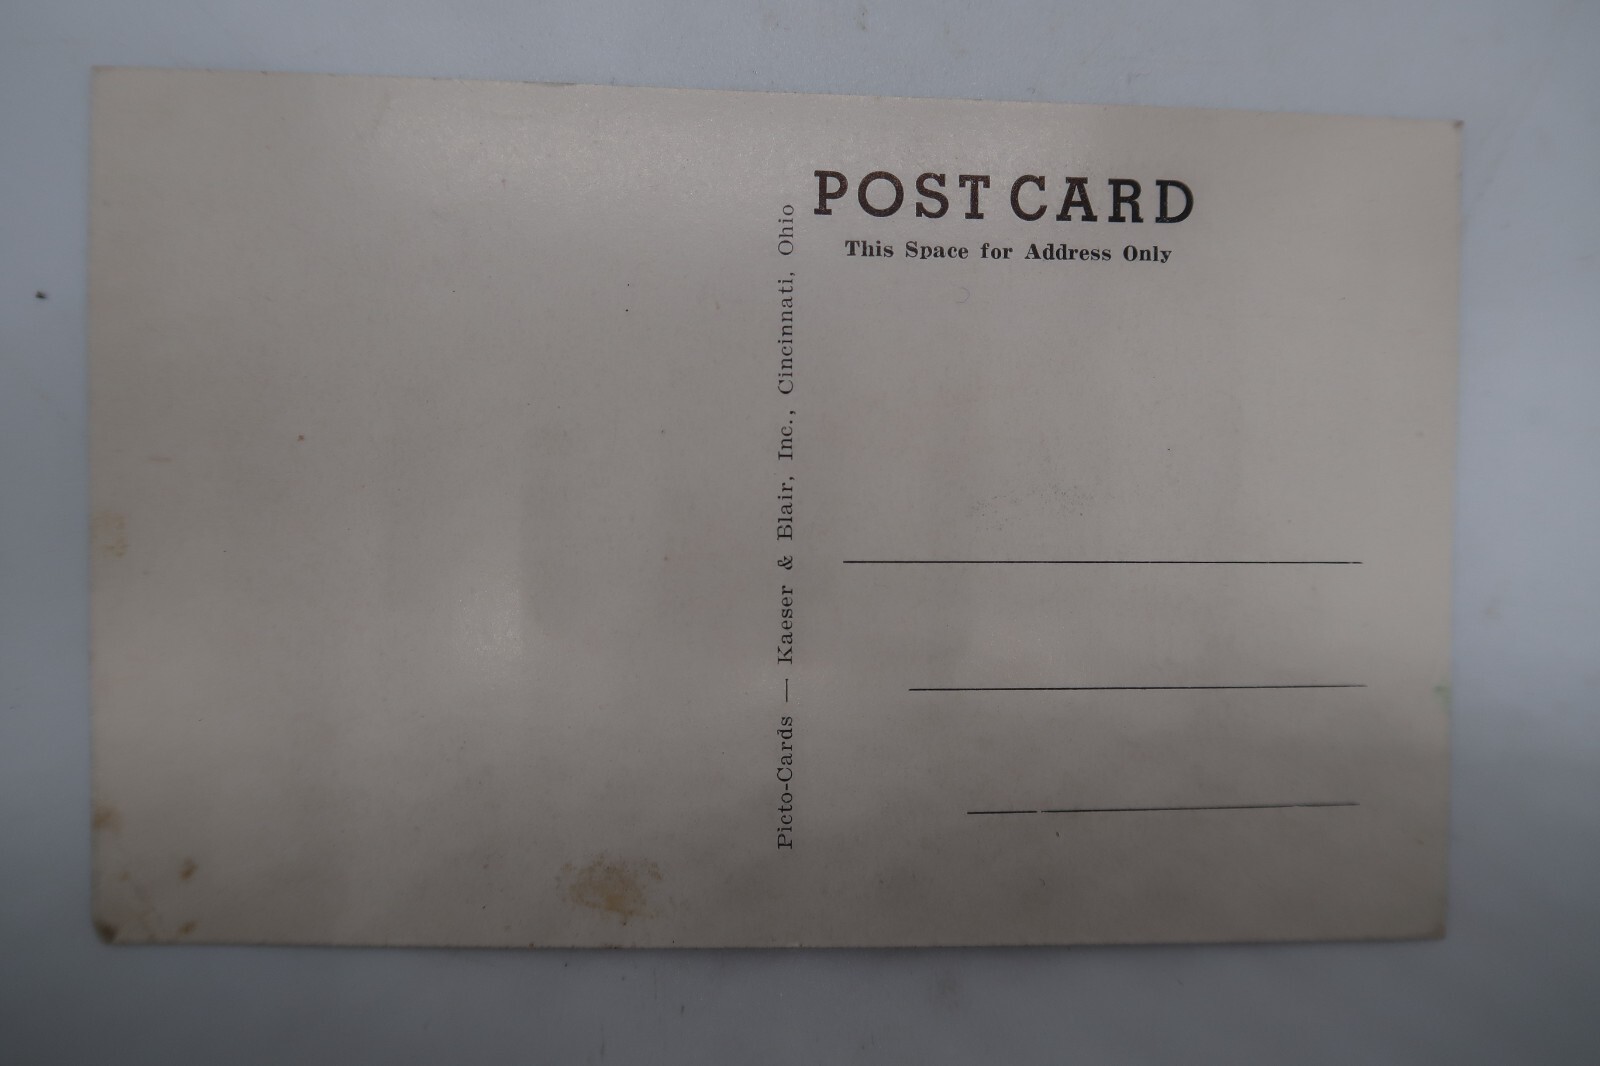 POST CARD
This Space for Address Only
Picto-Cards — Kaeser & Blair, Inc., Cincinnati, Ohio